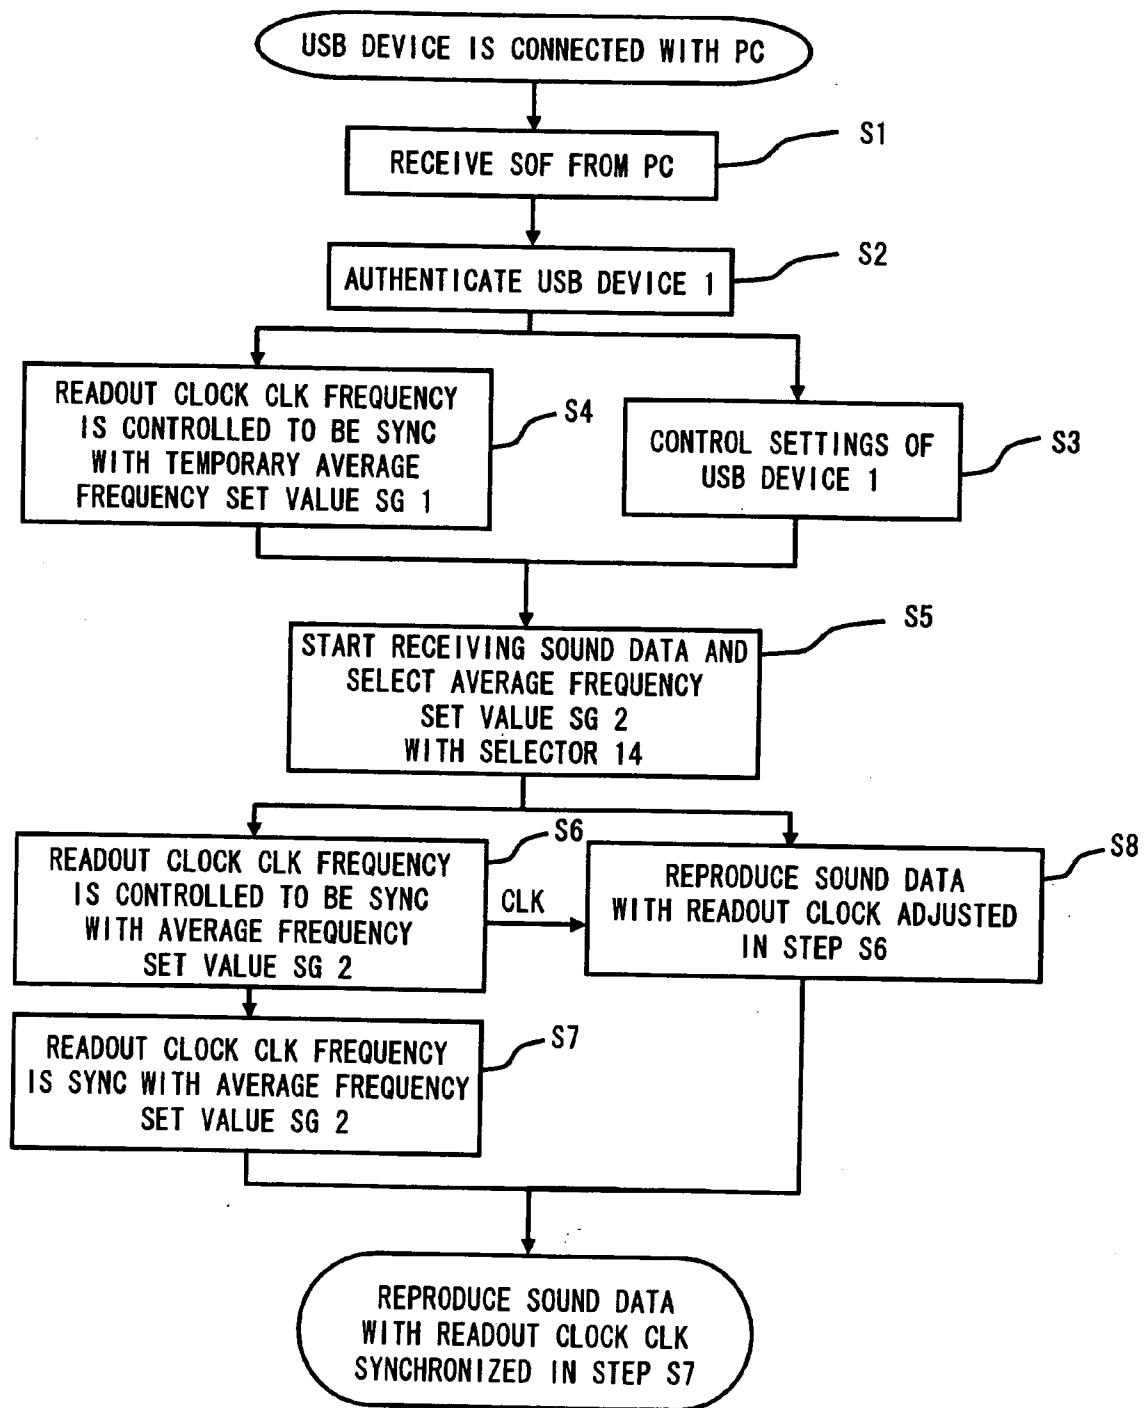 USB DEVICE IS CONNECTED WITH PC
S1
RECEIVE SOF FROM PC
S2
AUTHENTICATE USB DEVICE 1
READOUT CLOCK CLK FREQUENCY
IS CONTROLLED TO BE SYNC
WITH TEMPORARY AVERAGE
FREQUENCY SET VALUE SG 1
S4
CONTROL SETTINGS OF
USB DEVICE 1
S3
S5
START RECEIVING SOUND DATA AND
SELECT AVERAGE FREQUENCY
SET VALUE SG 2
WITH SELECTOR 14
S6
READOUT CLOCK CLK FREQUENCY
IS CONTROLLED TO BE SYNC
WITH AVERAGE FREQUENCY
SET VALUE SG 2
CLK
S8
REPRODUCE SOUND DATA
WITH READOUT CLOCK ADJUSTED
IN STEP S6
S7
READOUT CLOCK CLK FREQUENCY
IS SYNC WITH AVERAGE FREQUENCY
SET VALUE SG 2
REPRODUCE SOUND DATA
WITH READOUT CLOCK CLK
SYNCHRONIZED IN STEP S7